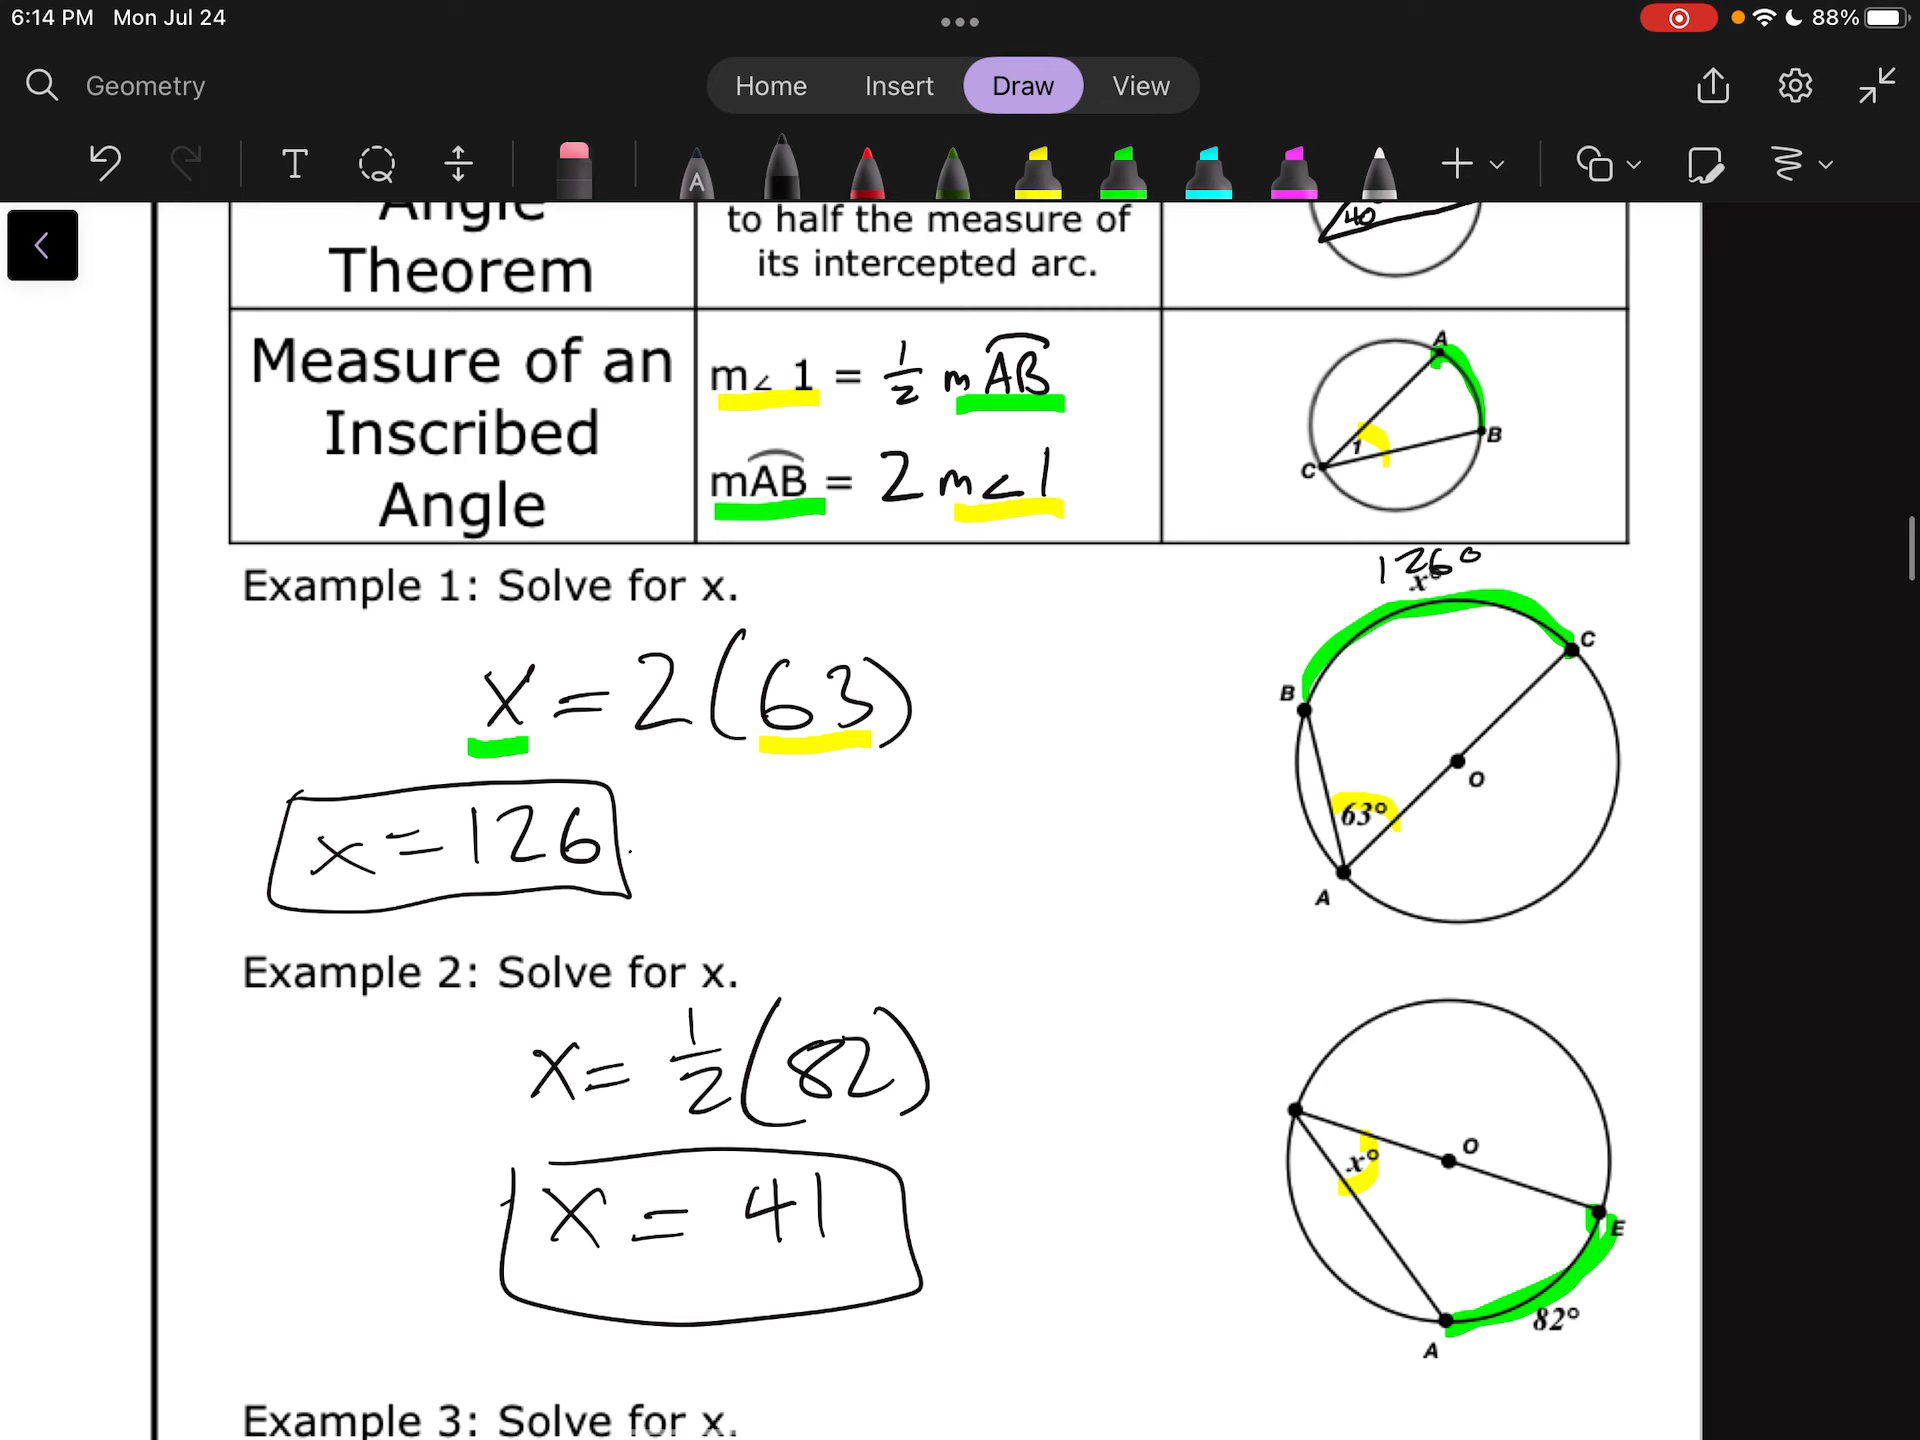 6:14 PM Mon Jul 24
88%
Geometry
Home Insert Draw View
T
A
Angle
Theorem
to half the measure of
its intercepted arc.
40
Measure of an
Inscribed
Angle
m∠ 1 = 1/2 m AB
mAB = 2 m∠1
A
B
C
1
Example 1: Solve for x.
126°
x°
x = 2(63)
x = 126
B
C
O
63°
A
Example 2: Solve for x.
x = 1/2 (82)
x = 41
O
x°
E
82°
A
Example 3: Solve for x.